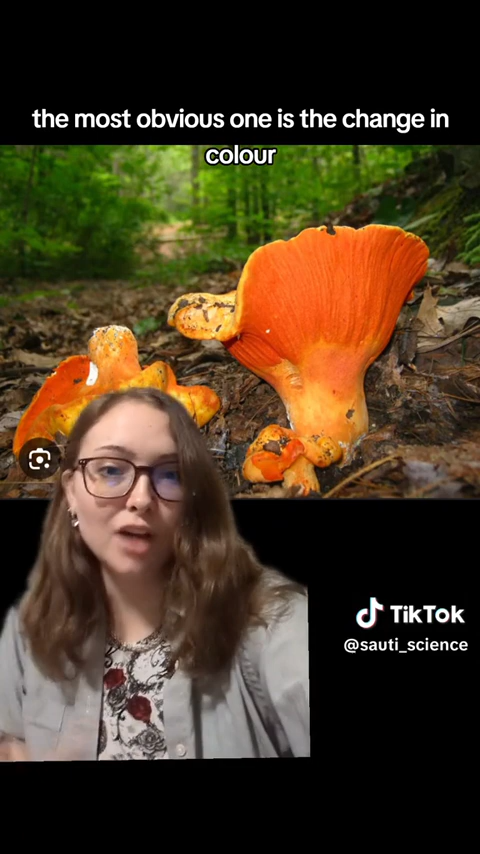 the most obvious one is the change in
colour
TikTok
@sauti_science